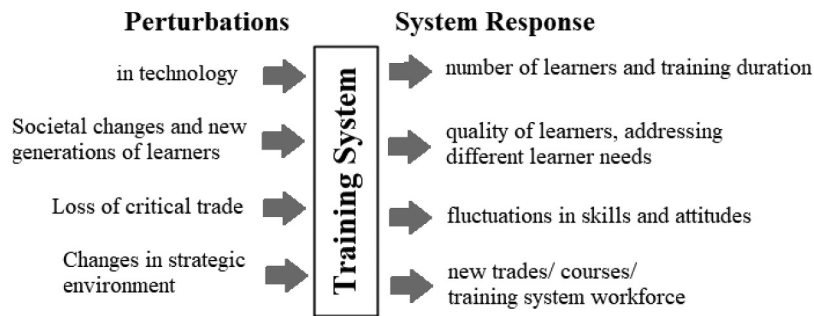 Perturbations
System Response
in technology
Societal changes and new
generations of learners
Loss of critical trade
Changes in strategic
environment
Training System
number of learners and training duration
quality of learners, addressing
different learner needs
fluctuations in skills and attitudes
new trades/ courses/
training system workforce